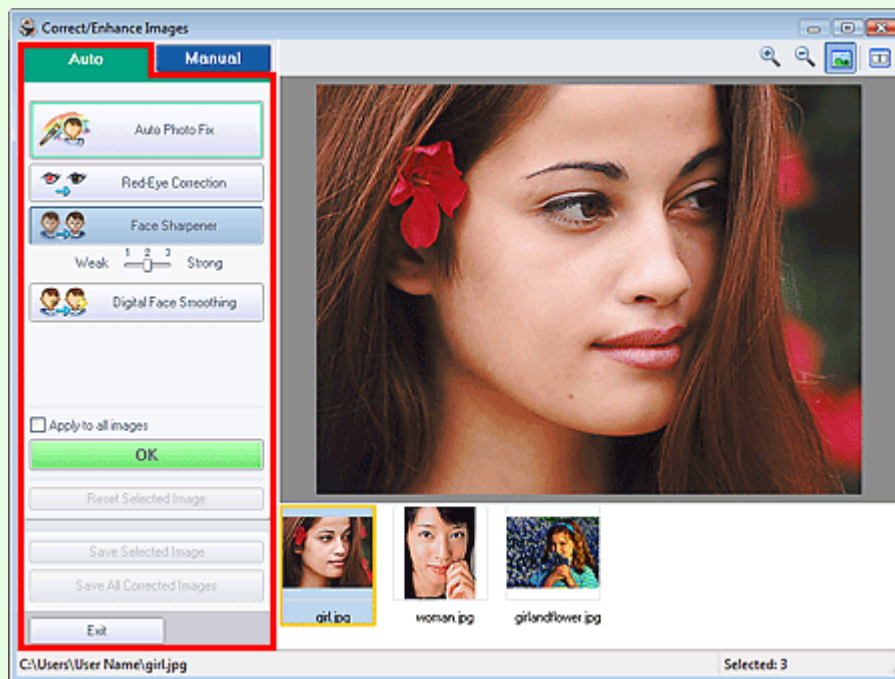 Correct/Enhance Images
Auto
Manual
Auto Photo Fix
Red-Eye Correction
Face Sharpener
1 2 3
Weak Strong
Digital Face Smoothing
Apply to all images
OK
Reset Selected Image
Save Selected Image
Save All Corrected Images
Exit
girl.jpg
woman.jpg
girlandflower.jpg
C:\Users\User Name\girl.jpg
Selected: 3